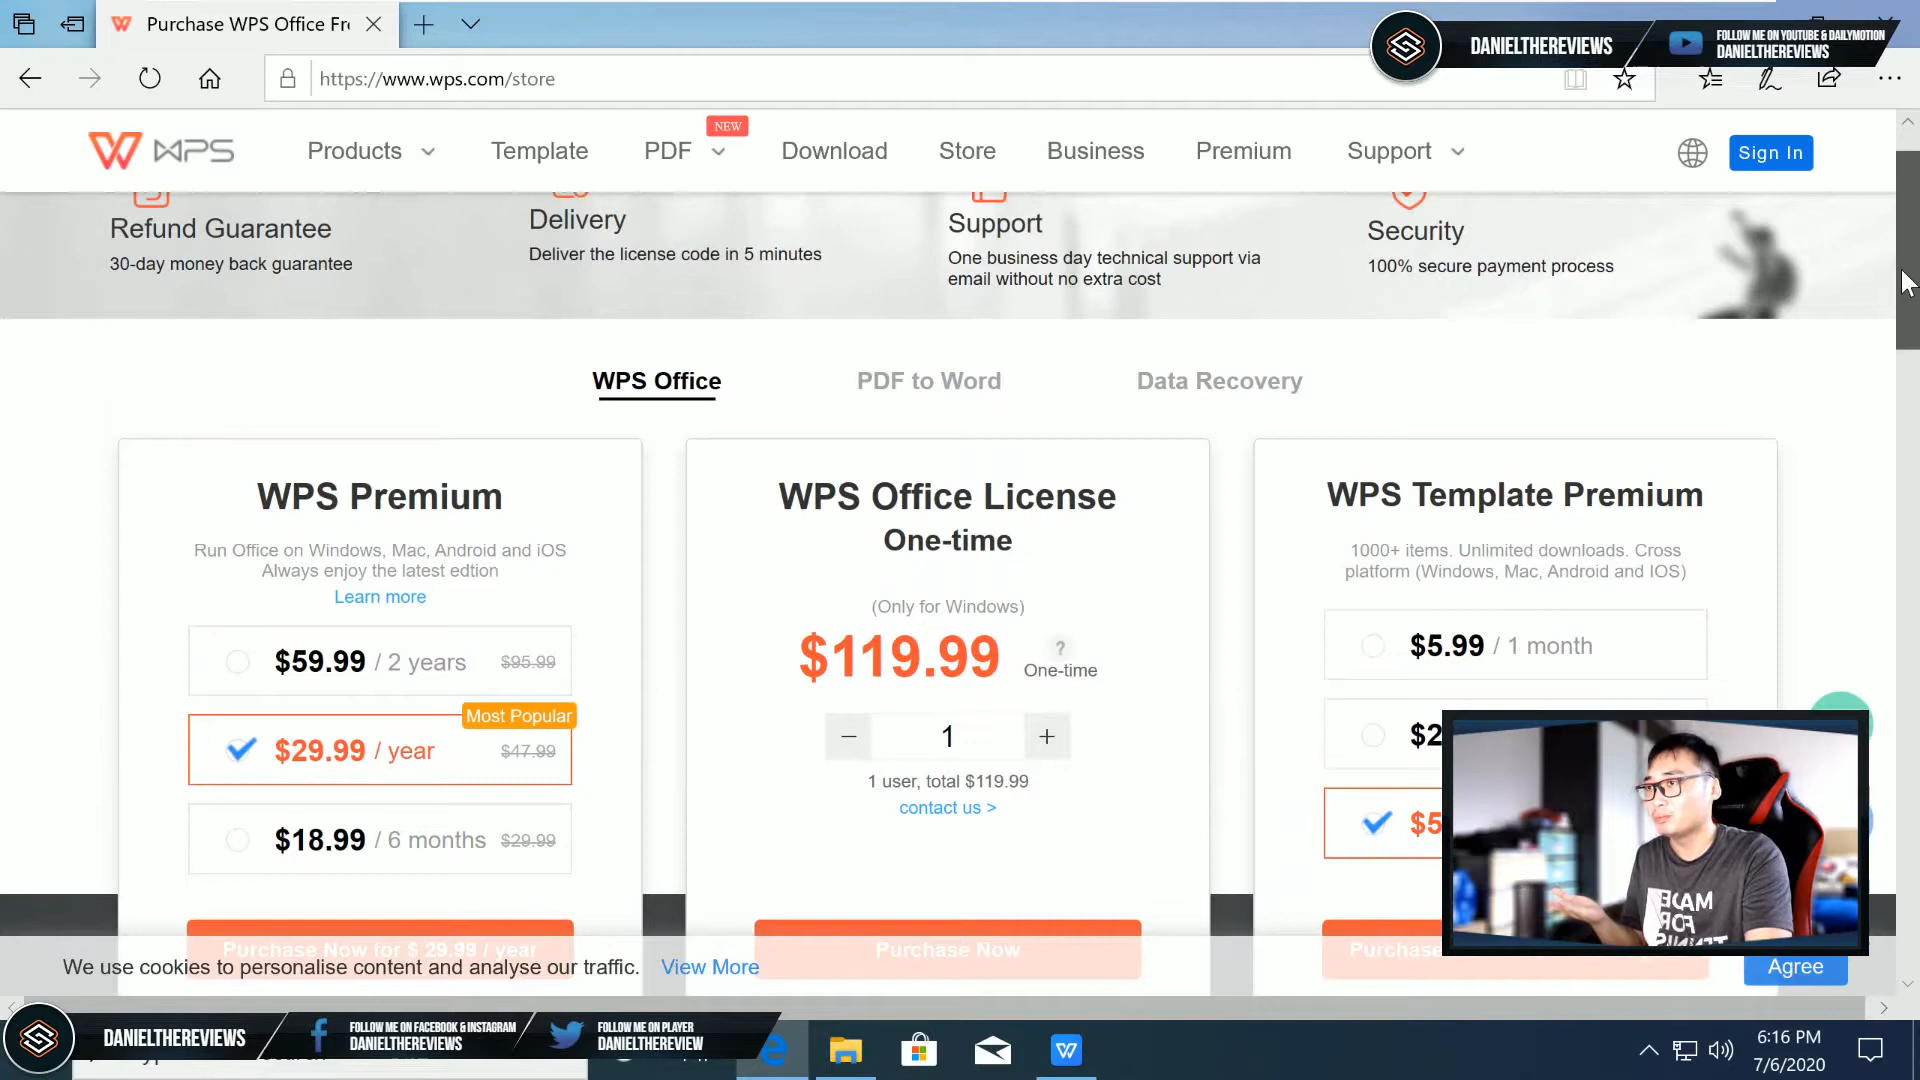 Purchase WPS Office Fr
DANIELTHEREVIEWS
FOLLOW ME ON YOUTUBE & DAILYMOTION
DANIELTHEREVIEWS
https://www.wps.com/store
WPS
Products
Template
PDF
NEW
Download
Store
Business
Premium
Support
Sign In
Refund Guarantee
30-day money back guarantee
Delivery
Deliver the license code in 5 minutes
Support
One business day technical support via
email without no extra cost
Security
100% secure payment process
WPS Office
PDF to Word
Data Recovery
WPS Premium
Run Office on Windows, Mac, Android and iOS
Always enjoy the latest edtion
Learn more
$59.99 / 2 years $95.99
Most Popular
$29.99 / year $47.99
$18.99 / 6 months $29.99
Purchase Now for $ 29.99 / year
WPS Office License
One-time
(Only for Windows)
$119.99
?
One-time
− 1 +
1 user, total $119.99
contact us >
Purchase Now
WPS Template Premium
1000+ items. Unlimited downloads. Cross
platform (Windows, Mac, Android and IOS)
$5.99 / 1 month
$2
$5
Purchase
MADE
FOR
We use cookies to personalise content and analyse our traffic. View More
Agree
DANIELTHEREVIEWS
FOLLOW ME ON FACEBOOK & INSTAGRAM
DANIELTHEREVIEWS
FOLLOW ME ON PLAYER
DANIELTHEREVIEW
6:16 PM
7/6/2020